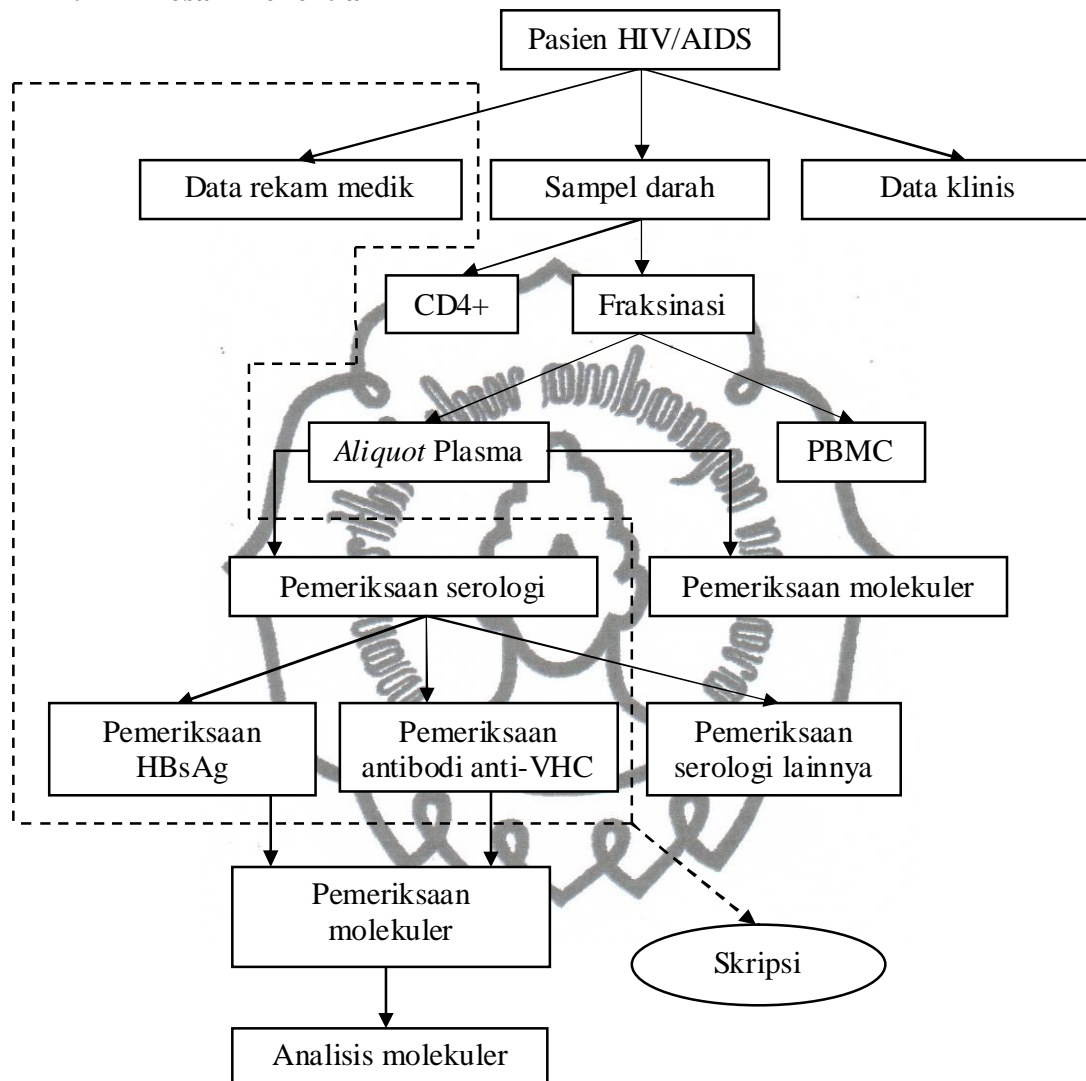 Pasien HIV/AIDS
Data rekam medik
Sampel darah
Data klinis
CD4+
Fraksinasi
Aliquot Plasma
PBMC
Pemeriksaan serologi
Pemeriksaan molekuler
Pemeriksaan
HBsAg
Pemeriksaan
antibodi anti-VHC
Pemeriksaan
serologi lainnya
Pemeriksaan
molekuler
Skripsi
Analisis molekuler